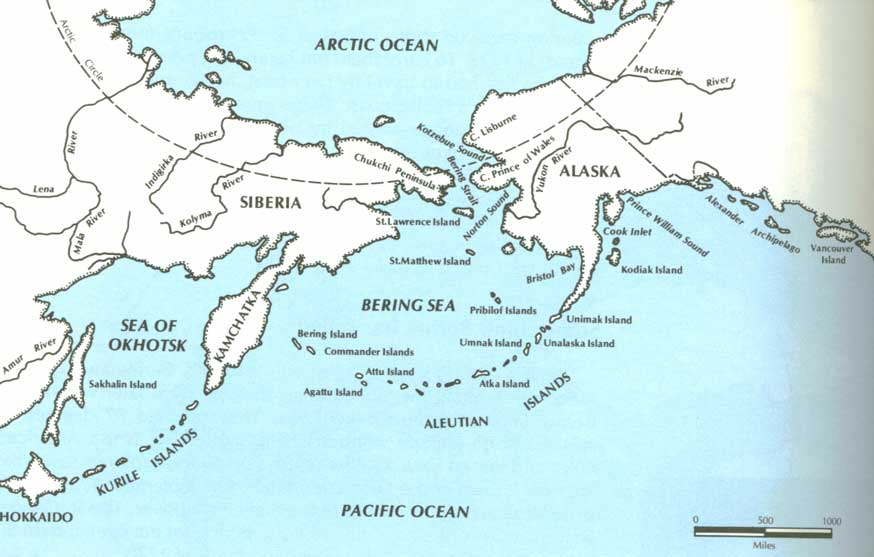 ARCTIC OCEAN
Arctic Circle
Mackenzie River
C. Lisburne
Kotzebue Sound
C. Prince of Wales
Bering Strait
Yukon River
ALASKA
Norton Sound
River
Indigirka River
Chukchi Peninsula
Lena
Kolyma River
SIBERIA
Maia River
St. Lawrence Island
St. Matthew Island
Prince William Sound
Cook Inlet
Alexander Archipelago
Vancouver Island
Kodiak Island
Bristol Bay
BERING SEA
Pribilof Islands
Unimak Island
Umnak Island
Unalaska Island
SEA OF
OKHOTSK
KAMCHATKA
Bering Island
Commander Islands
Attu Island
Agattu Island
Atka Island
ALEUTIAN ISLANDS
Amur River
Sakhalin Island
KURILE ISLANDS
HOKKAIDO
PACIFIC OCEAN
0 500 1000
Miles